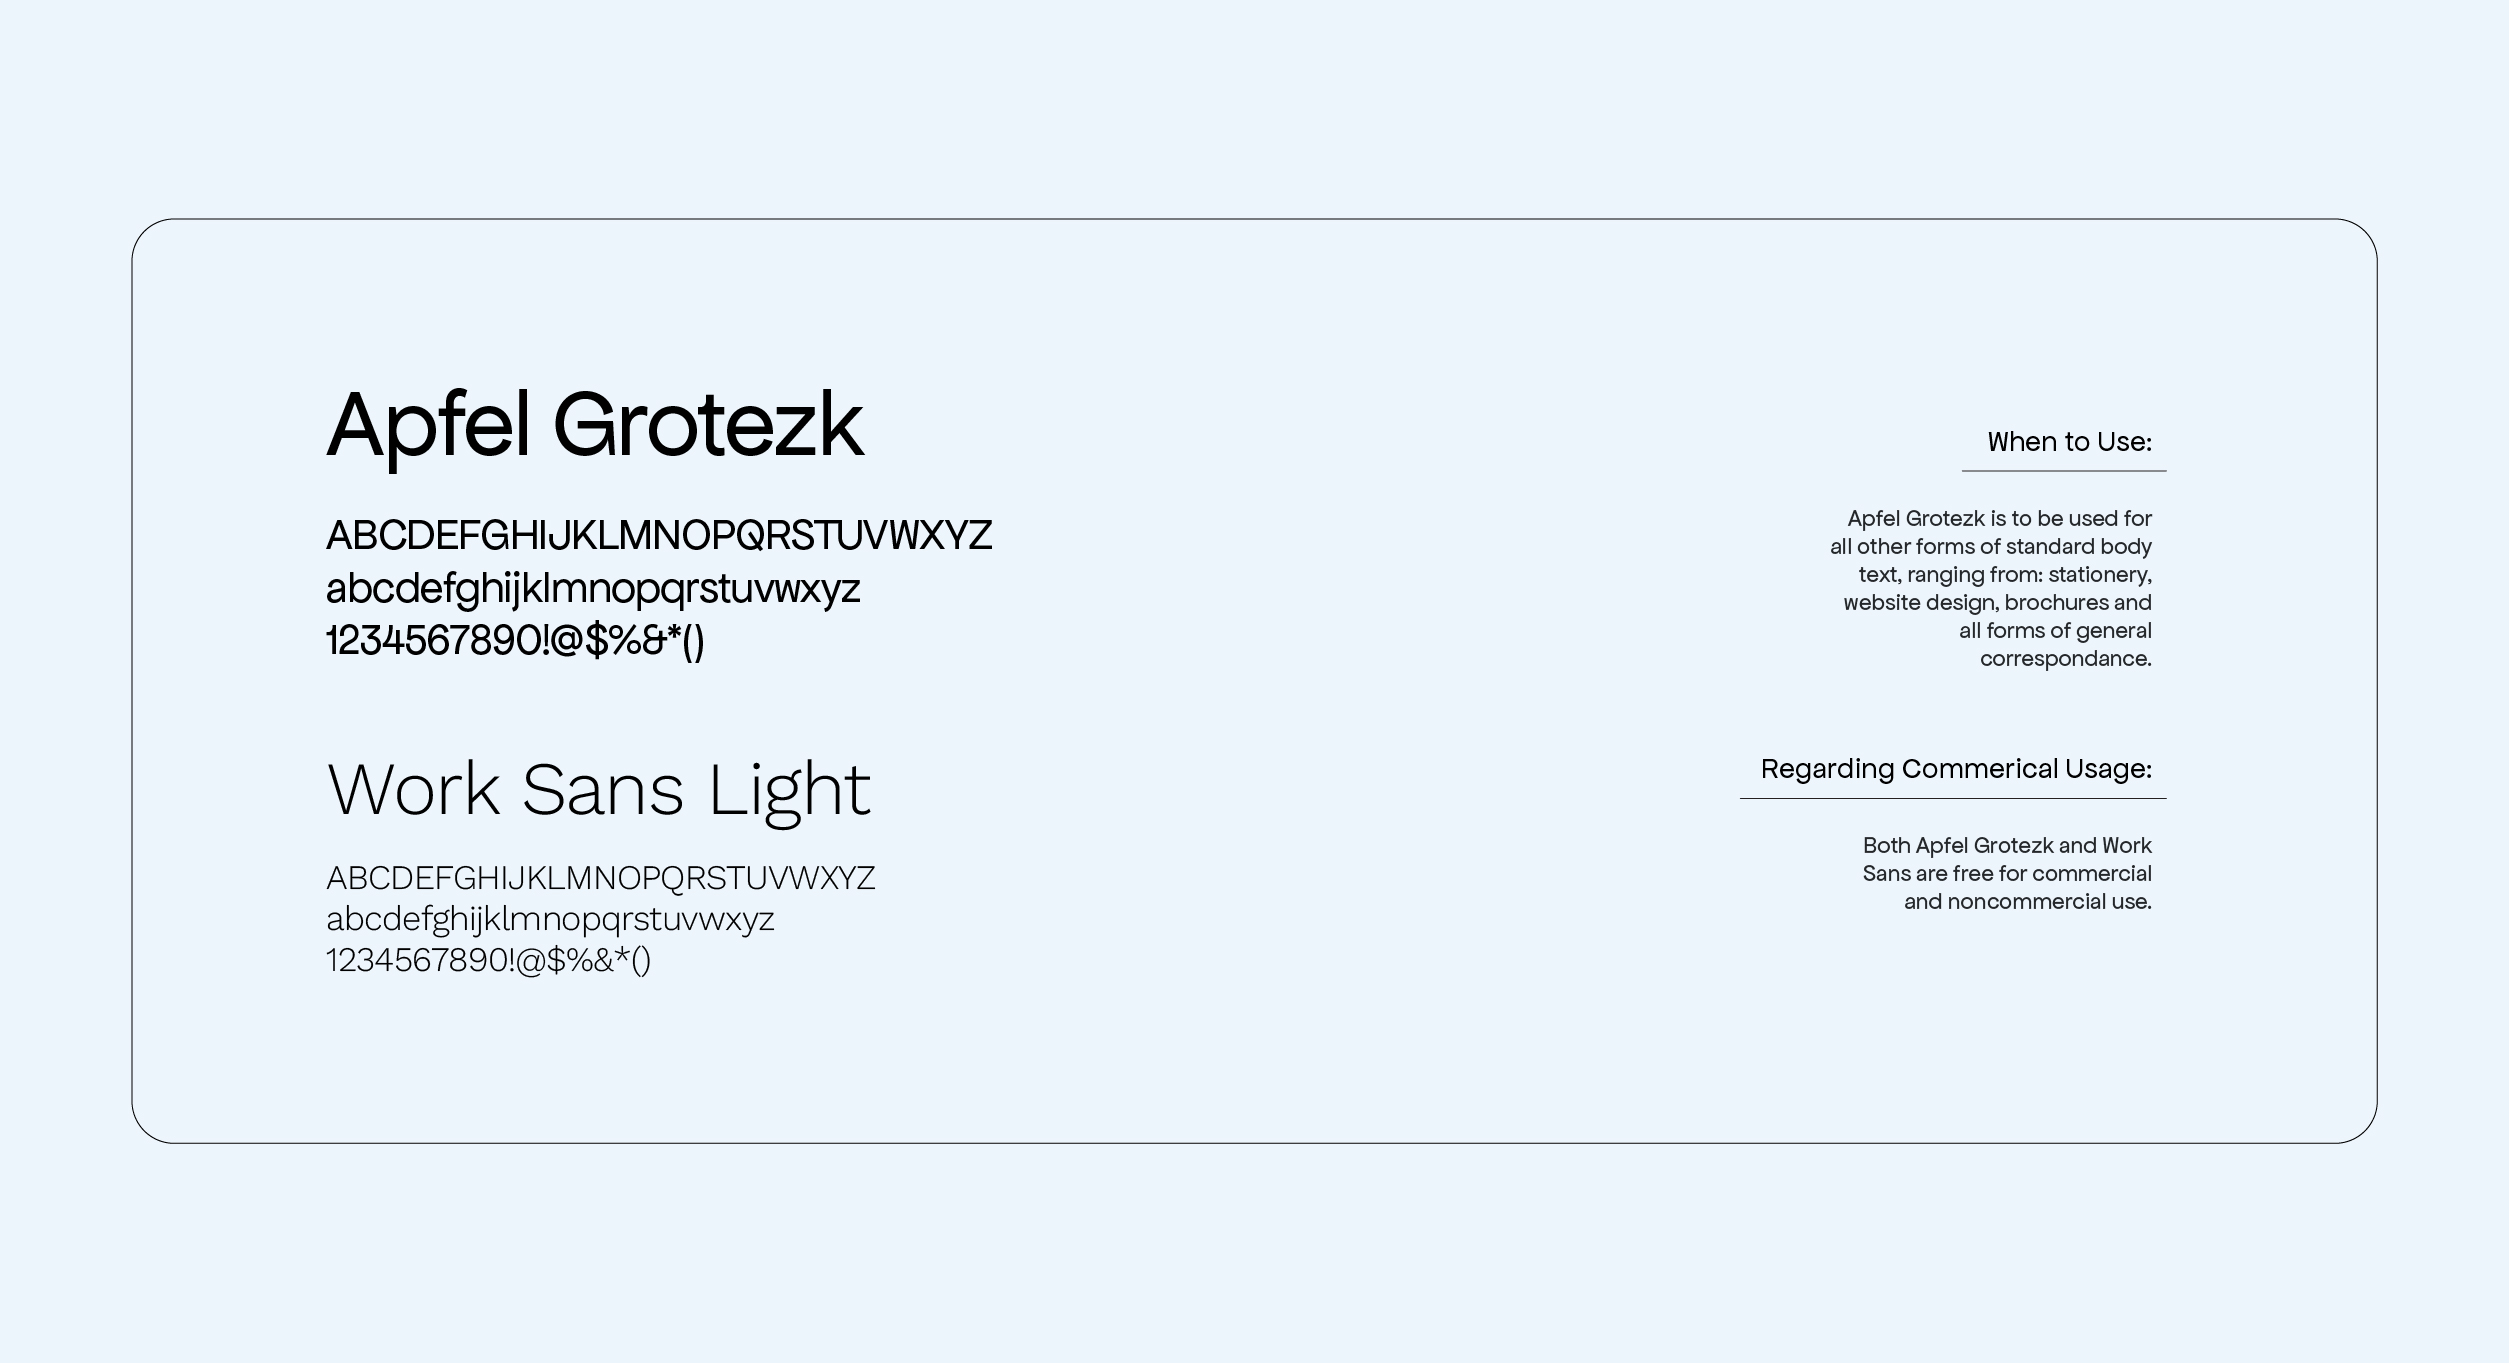 Apfel Grotezk
ABCDEFGHIJKLMNOPQRSTUVWXYZ
abcdefghijklmnopqrstuvwxyz
1234567890!@$%&*()
Work Sans Light
ABCDEFGHIJKLMNOPQRSTUVWXYZ
abcdefghijklmnopqrstuvwxyz
1234567890!@$%&*()
When to Use:
Apfel Grotezk is to be used for
all other forms of standard body
text, ranging from: stationery,
website design, brochures and
all forms of general
correspondance.
Regarding Commerical Usage:
Both Apfel Grotezk and Work
Sans are free for commercial
and noncommercial use.